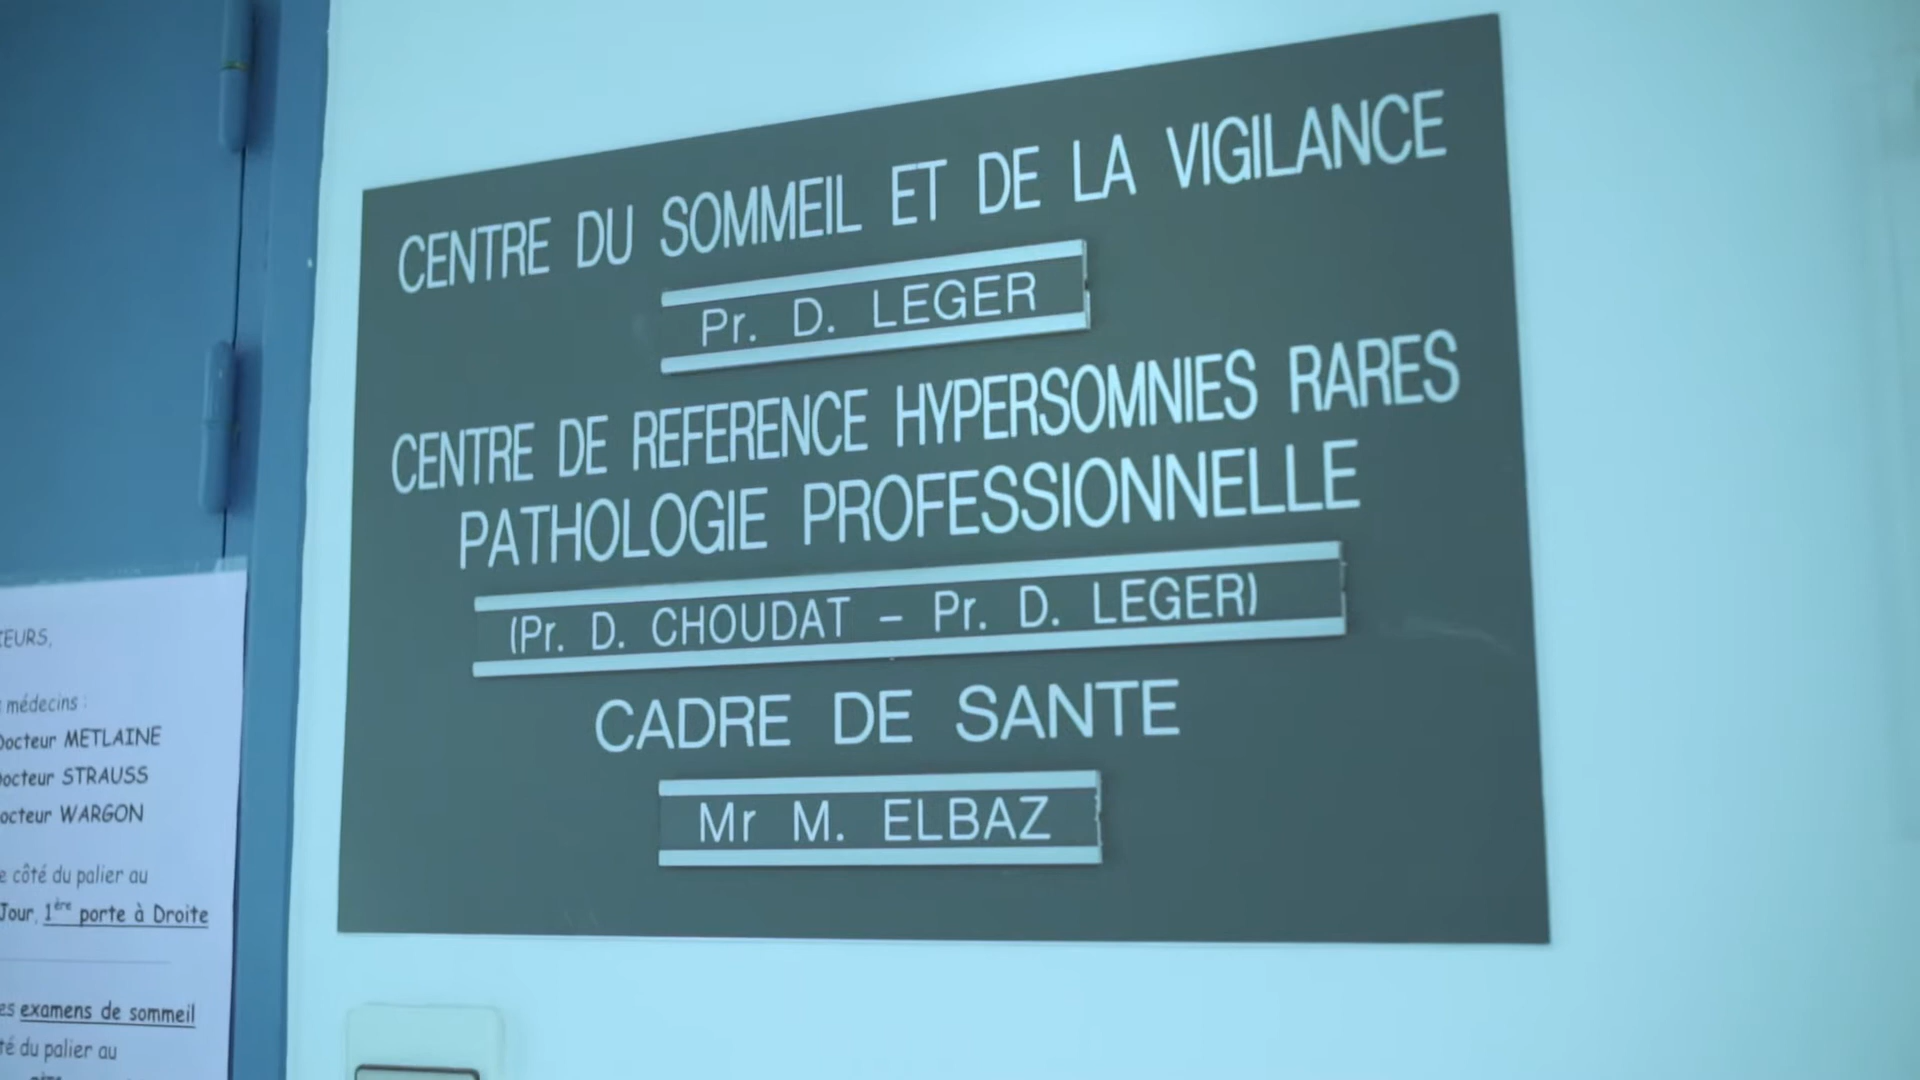 CENTRE DU SOMMEIL ET DE LA VIGILANCE
Pr. D. LEGER
CENTRE DE REFERENCE HYPERSOMNIES RARES
PATHOLOGIE PROFESSIONNELLE
(Pr. D. CHOUDAT – Pr. D. LEGER)
CADRE DE SANTE
Mr M. ELBAZ
médecins :
Docteur METLAINE
Docteur STRAUSS
Docteur WARGON
côté du palier au
Jour, 1ère porte à Droite
examens de sommeil
du palier au